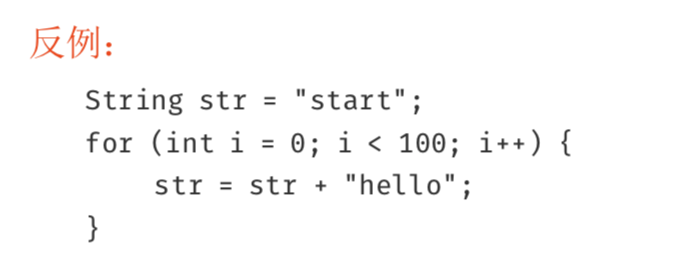 反例：
String str = "start";
for (int i = 0; i < 100; i++) {
str = str + "hello";
}